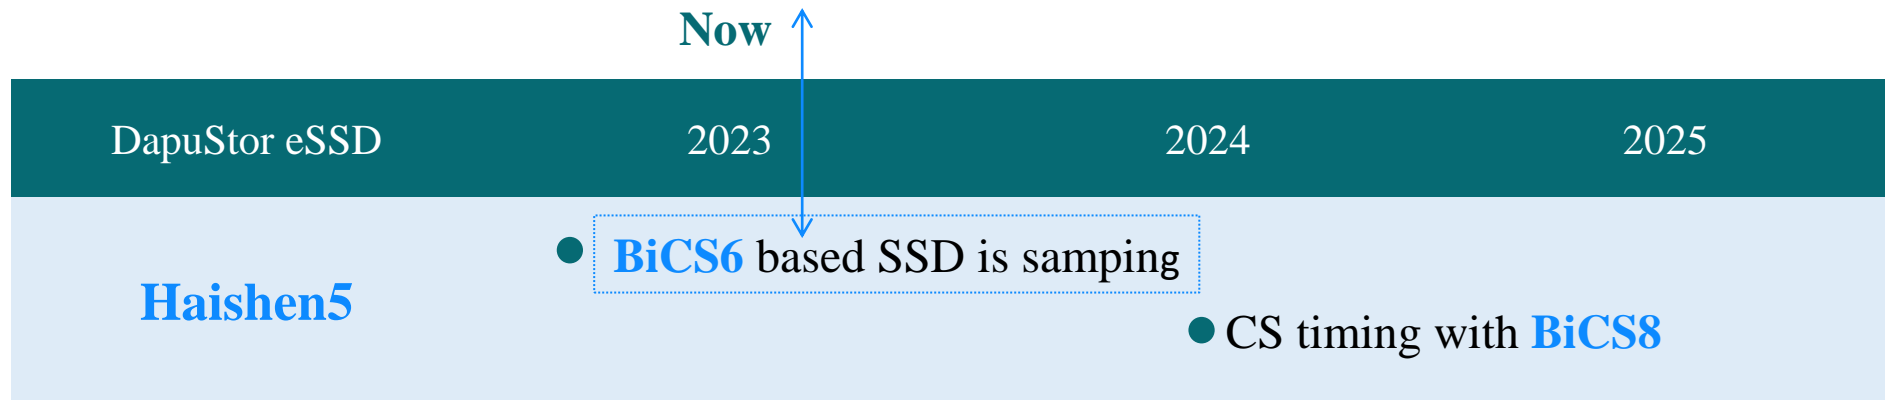 Now
DapuStor eSSD 2023 2024 2025
BiCS6 based SSD is samping
Haishen5
CS timing with BiCS8